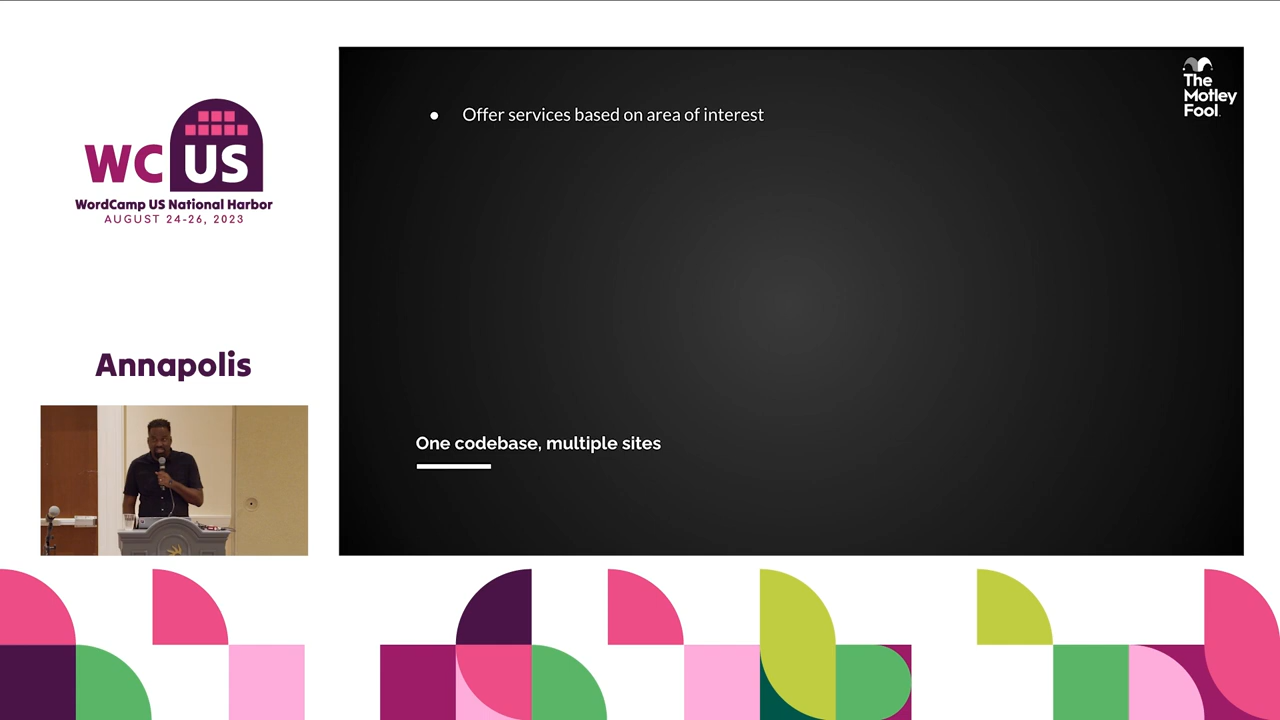 WC US
WordCamp US National Harbor
AUGUST 24-26, 2023
Annapolis
• Offer services based on area of interest
One codebase, multiple sites
The
Motley
Fool.